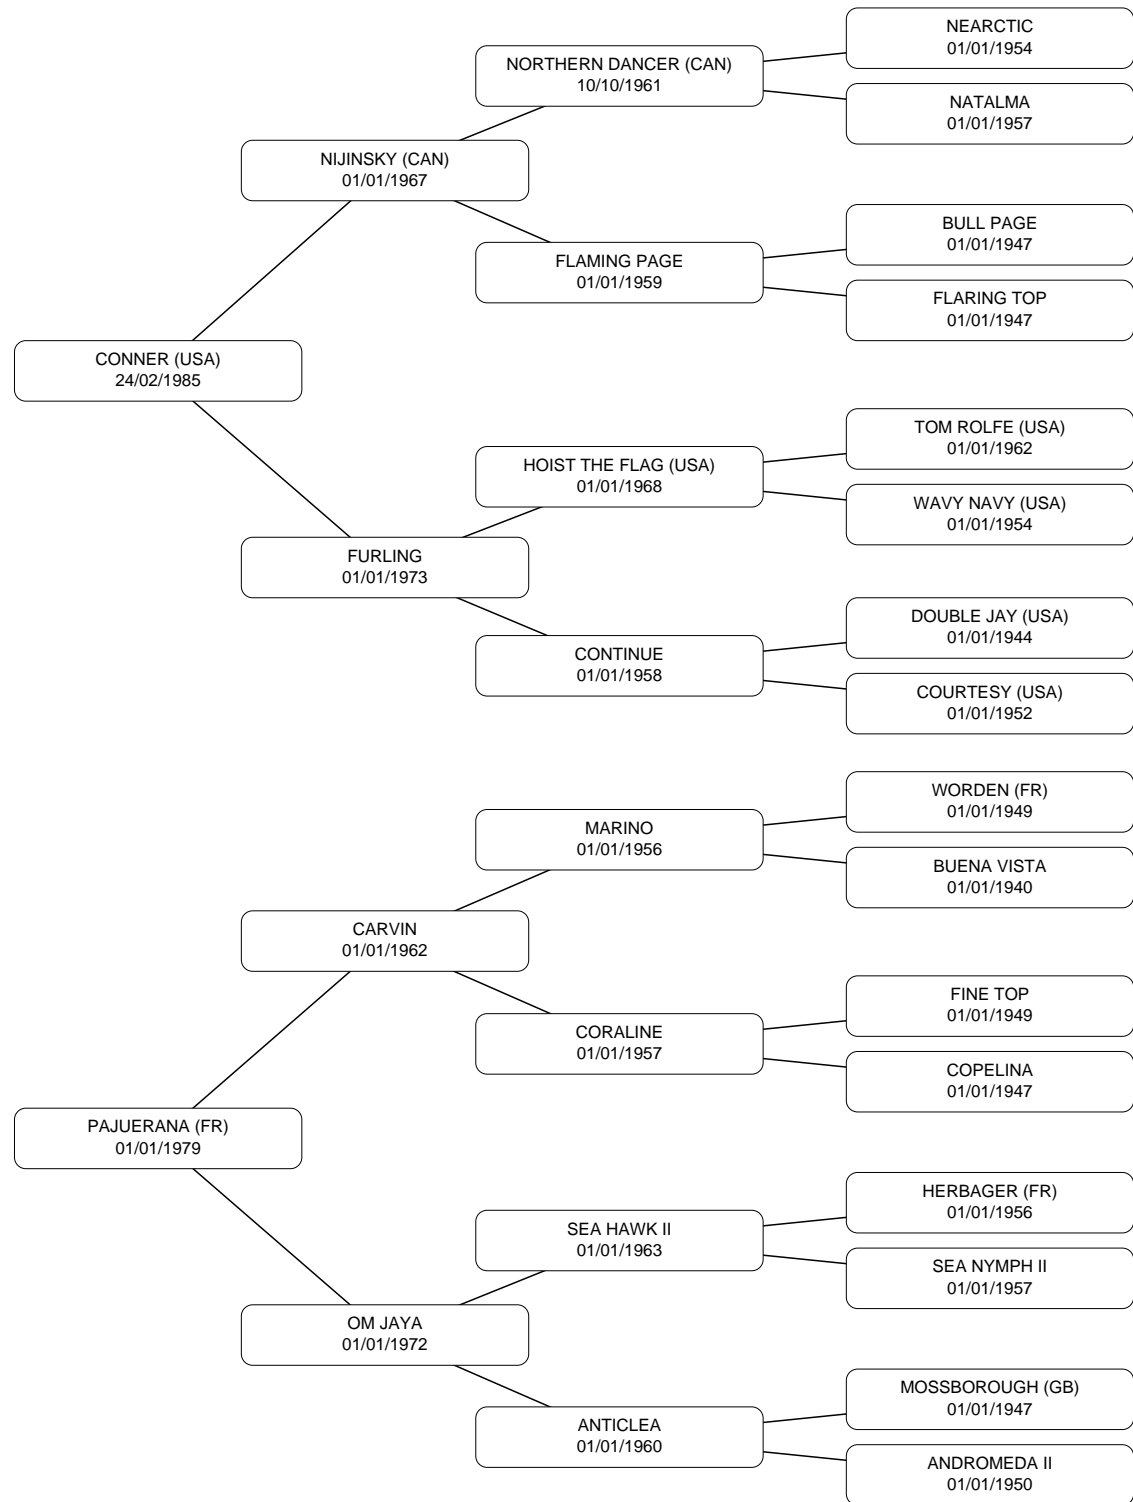 NEARCTIC
01/01/1954
NORTHERN DANCER (CAN)
10/10/1961
NATALMA
01/01/1957
NIJINSKY (CAN)
01/01/1967
BULL PAGE
01/01/1947
FLAMING PAGE
01/01/1959
FLARING TOP
01/01/1947
CONNER (USA)
24/02/1985
TOM ROLFE (USA)
01/01/1962
HOIST THE FLAG (USA)
01/01/1968
WAVY NAVY (USA)
01/01/1954
FURLING
01/01/1973
DOUBLE JAY (USA)
01/01/1944
CONTINUE
01/01/1958
COURTESY (USA)
01/01/1952
WORDEN (FR)
01/01/1949
MARINO
01/01/1956
BUENA VISTA
01/01/1940
CARVIN
01/01/1962
FINE TOP
01/01/1949
CORALINE
01/01/1957
COPELINA
01/01/1947
PAJUERANA (FR)
01/01/1979
HERBAGER (FR)
01/01/1956
SEA HAWK II
01/01/1963
SEA NYMPH II
01/01/1957
OM JAYA
01/01/1972
MOSSBOROUGH (GB)
01/01/1947
ANTICLEA
01/01/1960
ANDROMEDA II
01/01/1950